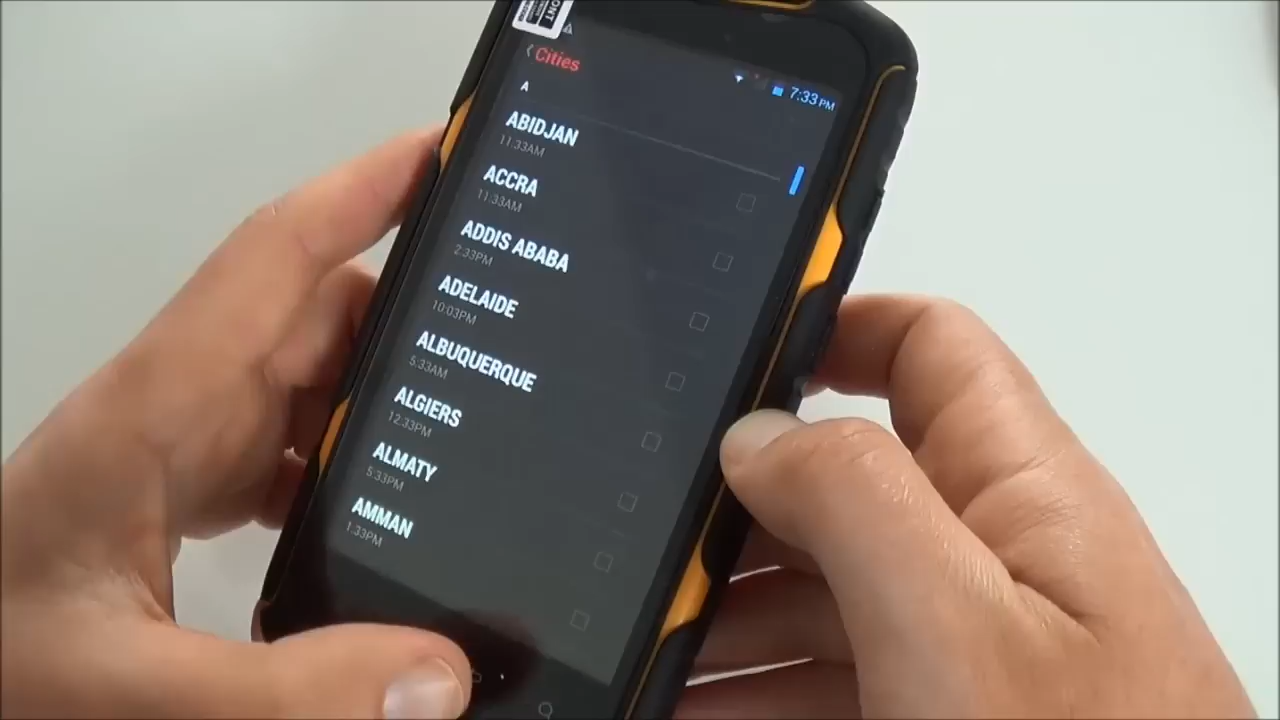 Cities
7:33 PM
A
ABIDJAN
11:33AM
ACCRA
11:33AM
ADDIS ABABA
2:33PM
ADELAIDE
10:03PM
ALBUQUERQUE
5:33AM
ALGIERS
12:33PM
ALMATY
5:33PM
AMMAN
1:33PM